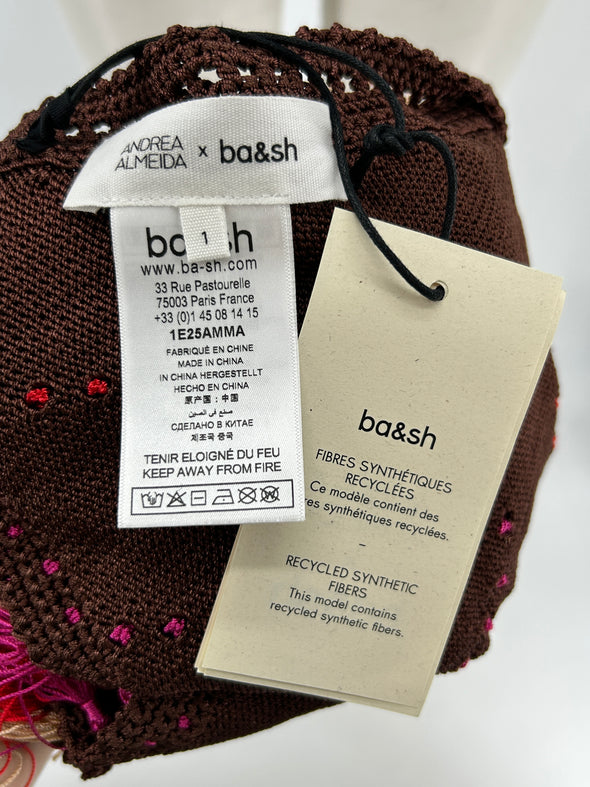 ANDREA
ALMEIDA x ba&sh
1
www.ba-sh.com
33 Rue Pastourelle
75003 Paris France
+33 (0)1 45 08 14 15
1E25AMMA
FABRIQUÉ EN CHINE
MADE IN CHINA
IN CHINA HERGESTELLT
HECHO EN CHINA
原产国：中国
صنع في الصين
СДЕЛАНО В КИТАЕ
제조국 중국
TENIR ELOIGNÉ DU FEU
KEEP AWAY FROM FIRE
ba&sh
FIBRES SYNTHÉTIQUES
RECYCLÉES
Ce modèle contient des
synthétiques recyclées.
–
RECYCLED SYNTHETIC
FIBERS
This model contains
recycled synthetic fibers.